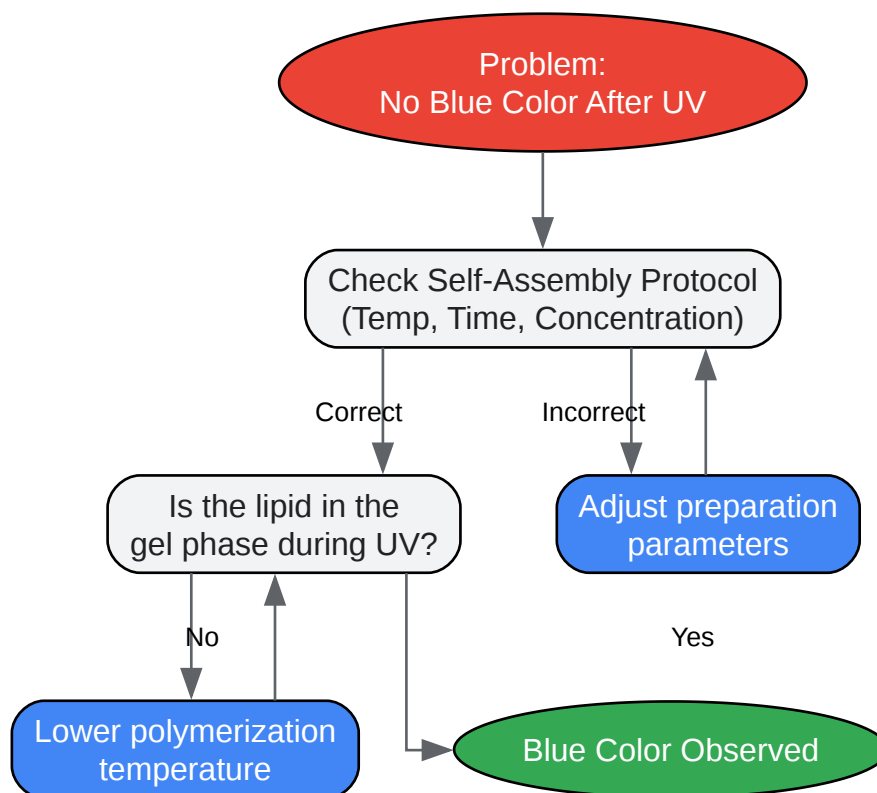 Problem:
No Blue Color After UV
Check Self-Assembly Protocol
(Temp, Time, Concentration)
Correct
Incorrect
Is the lipid in the
gel phase during UV?
Adjust preparation
parameters
No
Yes
Lower polymerization
temperature
Blue Color Observed